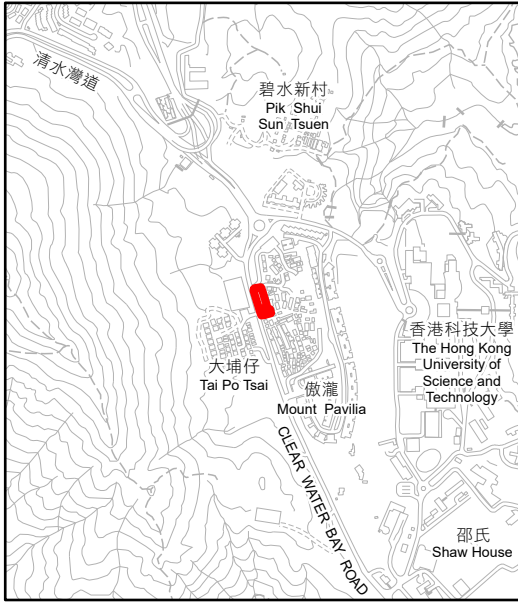 清水灣道
碧水新村
Pik Shui
Sun Tsuen
香港科技大學
The Hong Kong
University of
Science and
Technology
大埔仔
Tai Po Tsai
傲瀧
Mount Pavilia
CLEAR WATER BAY ROAD
邵氏
Shaw House